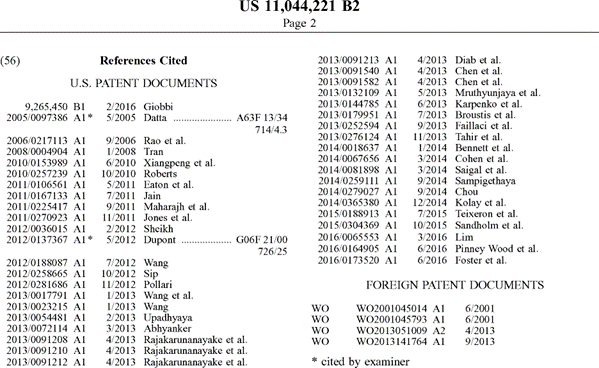 US 11,044,221 B2
Page 2
(56) References Cited
U.S. PATENT DOCUMENTS
9,265,450 B1 2/2016 Giobbi
2005/0097386 A1* 5/2005 Datta ..................... A63F 13/34
714/4.3
2006/0217113 A1 9/2006 Rao et al.
2008/0004904 A1 1/2008 Tran
2010/0153989 A1 6/2010 Xiangpeng et al.
2010/0257239 A1 10/2010 Roberts
2011/0106561 A1 5/2011 Eaton et al.
2011/0167133 A1 7/2011 Jain
2011/0225417 A1 9/2011 Maharajh et al.
2011/0270923 A1 11/2011 Jones et al.
2012/0036015 A1 2/2012 Sheikh
2012/0137367 A1* 5/2012 Dupont .................. G06F 21/00
726/25
2012/0188087 A1 7/2012 Wang
2012/0258665 A1 10/2012 Sip
2012/0281686 A1 11/2012 Pollari
2013/0017791 A1 1/2013 Wang et al.
2013/0023215 A1 1/2013 Wang
2013/0054481 A1 2/2013 Upadhyaya
2013/0072114 A1 3/2013 Abhyanker
2013/0091208 A1 4/2013 Rajakarunanayake et al.
2013/0091210 A1 4/2013 Rajakarunanayake et al.
2013/0091212 A1 4/2013 Rajakarunanayake et al.
2013/0091213 A1 4/2013 Diab et al.
2013/0091540 A1 4/2013 Chen et al.
2013/0091582 A1 4/2013 Chen et al.
2013/0132109 A1 5/2013 Mruthyunjaya et al.
2013/0144785 A1 6/2013 Karpenko et al.
2013/0179951 A1 7/2013 Broustis et al.
2013/0252594 A1 9/2013 Faillaci et al.
2013/0276124 A1 11/2013 Tahir et al.
2014/0018637 A1 1/2014 Bennett et al.
2014/0067656 A1 3/2014 Cohen et al.
2014/0081898 A1 3/2014 Saigal et al.
2014/0259111 A1 9/2014 Sampigethaya
2014/0279027 A1 9/2014 Chou
2014/0365380 A1 12/2014 Kolay et al.
2015/0188913 A1 7/2015 Teixeron et al.
2015/0304369 A1 10/2015 Sandholm et al.
2016/0065553 A1 3/2016 Lim
2016/0164905 A1 6/2016 Pinney Wood et al.
2016/0173520 A1 6/2016 Foster et al.
FOREIGN PATENT DOCUMENTS
WO WO2001045014 A1 6/2001
WO WO2001045793 A1 6/2001
WO WO2013051009 A2 4/2013
WO WO2013141764 A1 9/2013
* cited by examiner